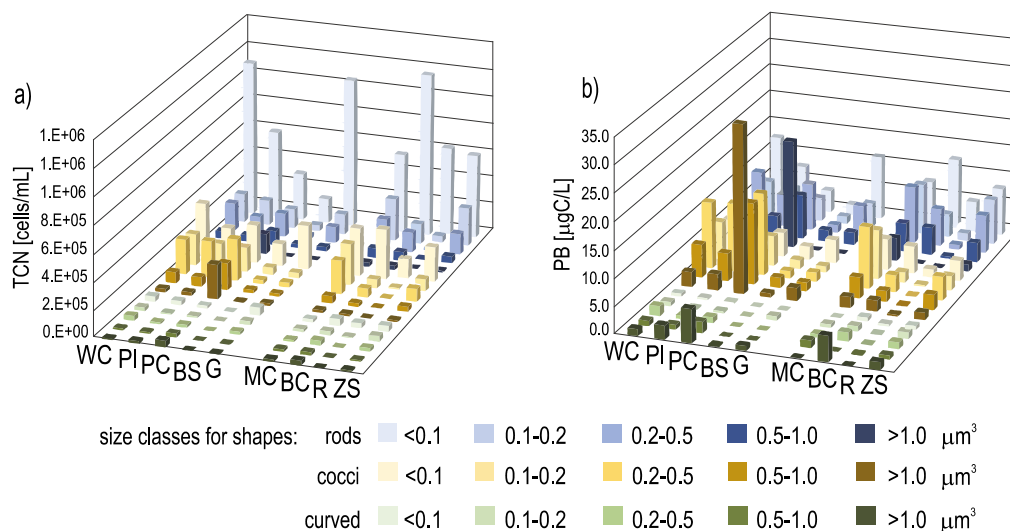 a)
TCN [cells/mL]
1.E+06
1.E+06
1.E+06
8.E+05
6.E+05
4.E+05
2.E+05
0.E+00
WC PI PC BS G MC BC R ZS
b)
PB [µgC/L]
35.0
30.0
25.0
20.0
15.0
10.0
5.0
0.0
WC PI PC BS G MC BC R ZS
size classes for shapes: rods <0.1 0.1-0.2 0.2-0.5 0.5-1.0 >1.0 µm³
cocci <0.1 0.1-0.2 0.2-0.5 0.5-1.0 >1.0 µm³
curved <0.1 0.1-0.2 0.2-0.5 0.5-1.0 >1.0 µm³